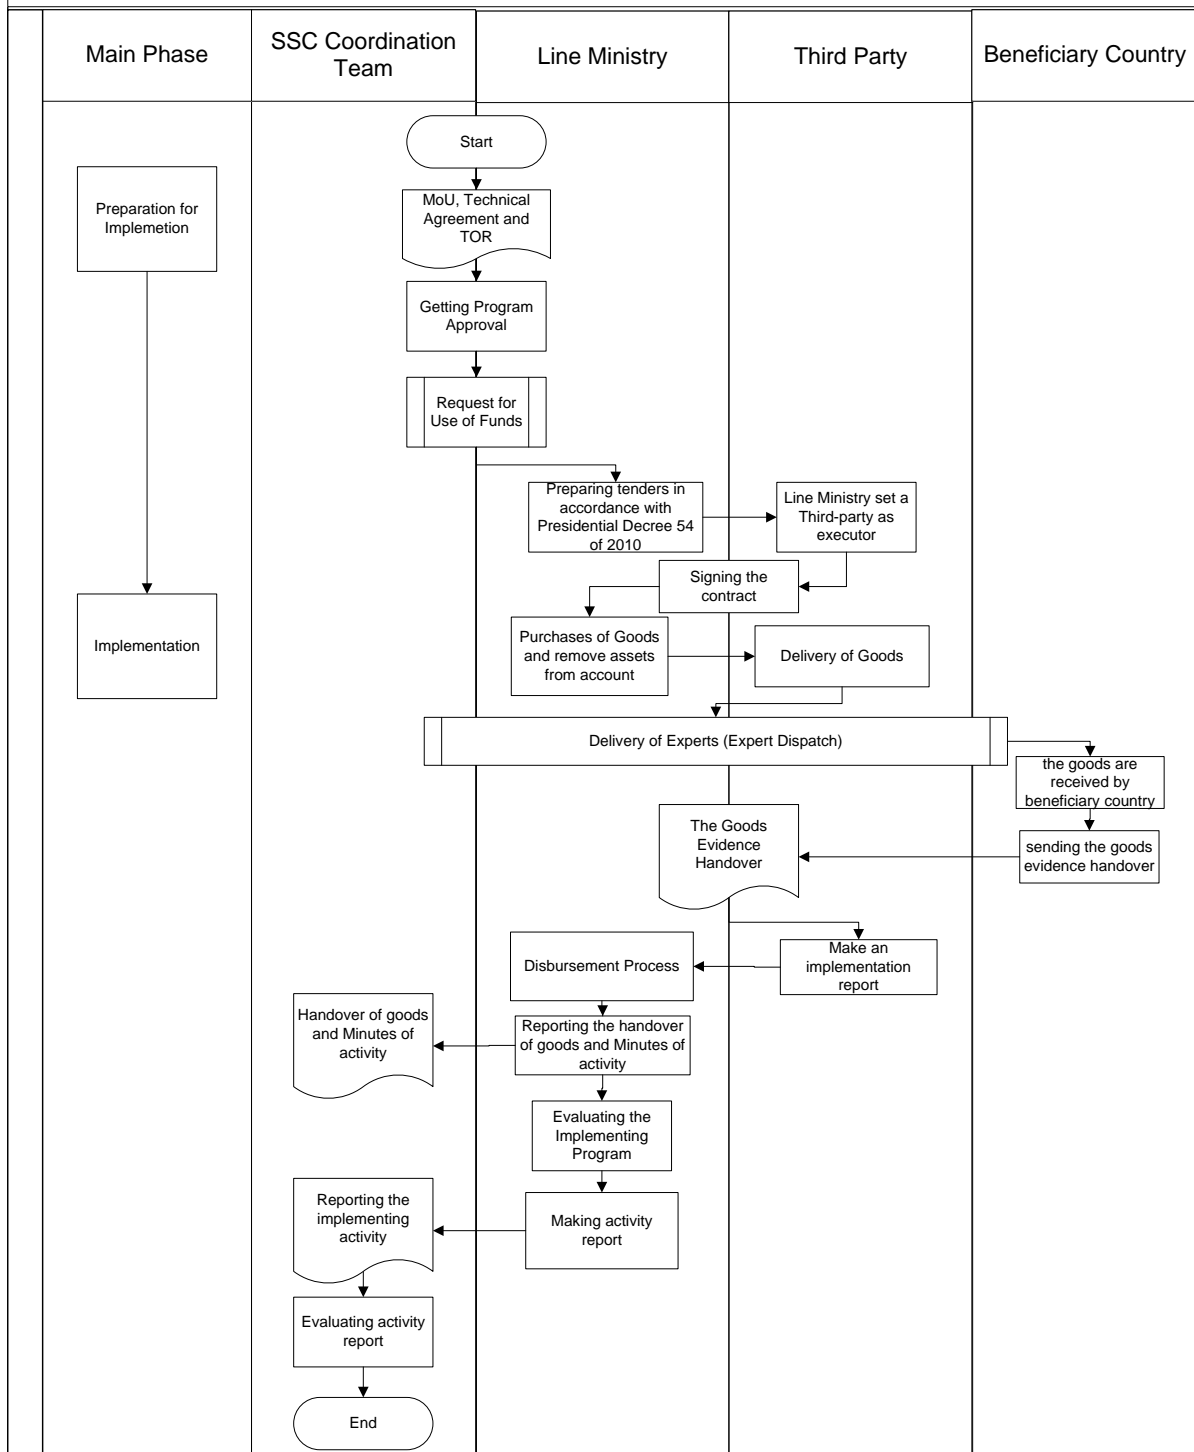 Main Phase
SSC Coordination
Team
Line Ministry
Third Party
Beneficiary Country
Start
Preparation for
Implemetion
MoU, Technical
Agreement and
TOR
Getting Program
Approval
Request for
Use of Funds
Preparing tenders in
accordance with
Presidential Decree 54
of 2010
Line Ministry set a
Third-party as
executor
Signing the
contract
Implementation
Purchases of Goods
and remove assets
from account
Delivery of Goods
Delivery of Experts (Expert Dispatch)
the goods are
received by
beneficiary country
The Goods
Evidence
Handover
sending the goods
evidence handover
Make an
implementation
report
Disbursement Process
Handover of goods
and Minutes of
activity
Reporting the handover
of goods and Minutes of
activity
Evaluating the
Implementing
Program
Reporting the
implementing
activity
Making activity
report
Evaluating activity
report
End